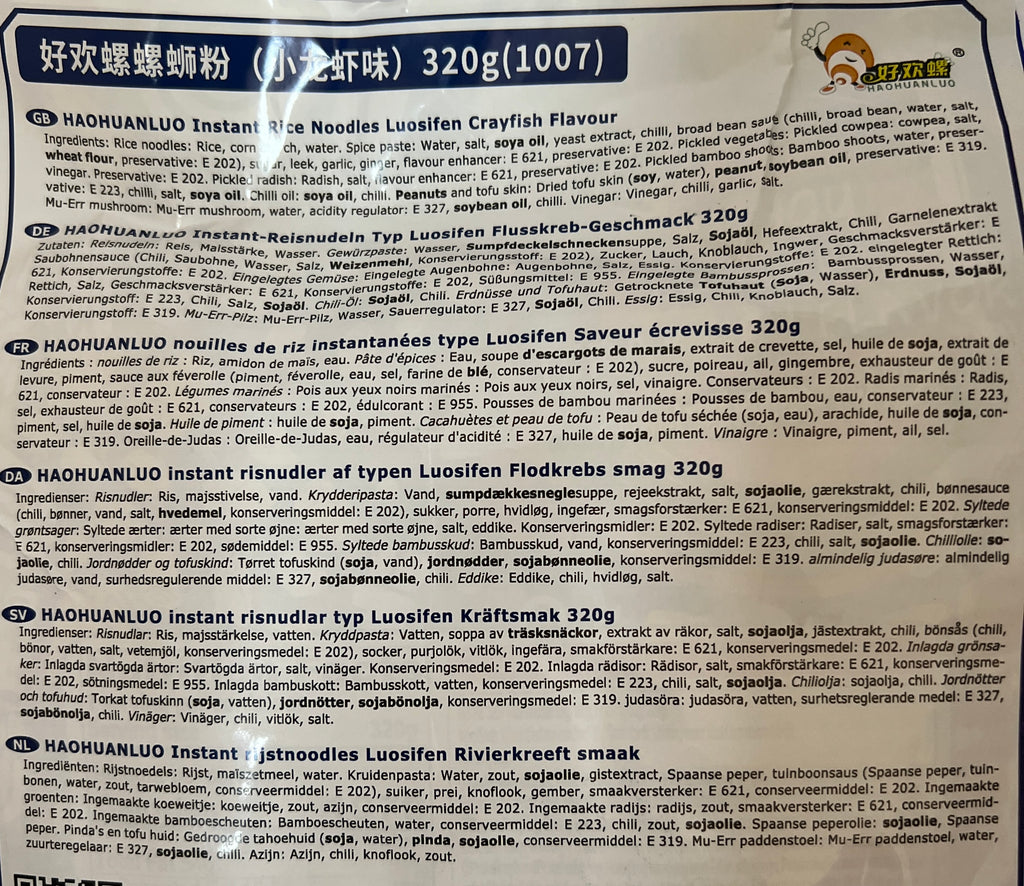 好欢螺螺蛳粉（小龙虾味）320g(1007)
好欢螺®
HAOHUANLUO
GB HAOHUANLUO Instant Rice Noodles Luosifen Crayfish Flavour
Ingredients: Rice noodles: Rice, corn ch, water. Spice paste: Water, salt, soya oil, yeast extract, chilli, broad bean (chilli, broad bean, water, salt,
wheat flour, preservative: E 202), sugar, leek, garlic, ginger, flavour enhancer: E 621, preservative: E 202. Pickled vegetables: Pickled cowpea: cowpea, salt,
vinegar. Preservative: E 202. Pickled radish: Radish, salt, flavour enhancer: E 621, preservative: E 202. Pickled bamboo shoots: Bamboo shoots, water, preser-
vative: E 223, chilli, salt, soya oil. Chilli oil: soya oil, chilli. Peanuts and tofu skin: Dried tofu skin (soy, water), peanut, soybean oil, preservative: E 319.
Mu-Err mushroom: Mu-Err mushroom, water, acidity regulator: E 327, soybean oil, chilli. Vinegar: Vinegar, chilli, garlic, salt.
DE HAOHUANLUO Instant-Reisnudeln Typ Luosifen Flusskreb-Geschmack 320g
Zutaten: Reisnudeln: Reis, Maisstärke, Wasser. Gewürzpaste: Wasser, Sumpfdeckelschneckensuppe, Salz, Sojaöl, Hefeextrakt, Chili, Garnelenextrakt
Saubohnensauce (Chili, Saubohne, Wasser, Salz, Weizenmehl, Konservierungsstoff: E 202), Zucker, Lauch, Knoblauch, Ingwer, Geschmacksverstärker: E
621, Konservierungstoffe: E 202. Eingelegtes Gemüse: Eingelegte Augenbohne: Augenbohne, Salz, Essig. Konservierungstoffe: E 202. eingelegter Rettich:
Rettich, Salz, Geschmacksverstärker: E 621, Konservierungstoffe: E 202, Süßungsmittel: E 955. Eingelegte Bambussprossen: Bambussprossen, Wasser,
Konservierungstoff: E 223, Chili, Salz, Sojaöl. Chili-Öl: Sojaöl, Chili. Erdnüsse und Tofuhaut: Getrocknete Tofuhaut (Soja, Wasser), Erdnuss, Sojaöl,
Konservierungstoff: E 319. Mu-Err-Pilz: Mu-Err-Pilz, Wasser, Sauerregulator: E 327, Sojaöl, Chili. Essig: Essig, Chili, Knoblauch, Salz.
FR HAOHUANLUO nouilles de riz instantanées type Luosifen Saveur écrevisse 320g
Ingrédients : nouilles de riz : Riz, amidon de maïs, eau. Pâte d'épices : Eau, soupe d'escargots de marais, extrait de crevette, sel, huile de soja, extrait de
levure, piment, sauce aux féverolle (piment, féverolle, eau, sel, farine de blé, conservateur : E 202), sucre, poireau, ail, gingembre, exhausteur de goût : E
621, conservateur : E 202. Légumes marinés : Pois aux yeux noirs marinés : Pois aux yeux noirs, sel, vinaigre. Conservateurs : E 202. Radis marinés : Radis,
sel, exhausteur de goût : E 621, conservateurs : E 202, édulcorant : E 955. Pousses de bambou marinées : Pousses de bambou, eau, conservateur : E 223,
piment, sel, huile de soja. Huile de piment : huile de soja, piment. Cacahuètes et peau de tofu : Peau de tofu séchée (soja, eau), arachide, huile de soja, con-
servateur : E 319. Oreille-de-Judas : Oreille-de-Judas, eau, régulateur d'acidité : E 327, huile de soja, piment. Vinaigre : Vinaigre, piment, ail, sel.
DA HAOHUANLUO instant risnudler af typen Luosifen Flodkrebs smag 320g
Ingredienser: Risnudler: Ris, majsstivelse, vand. Krydderipasta: Vand, sumpdækkesneglesuppe, rejeekstrakt, salt, sojaolie, gærekstrakt, chili, bønnesauce
(chili, bønner, vand, salt, hvedemel, konserveringsmiddel: E 202), sukker, porre, hvidløg, ingefær, smagsforstærker: E 621, konserveringsmiddel: E 202. Syltede
grøntsager: Syltede ærter: ærter med sorte øjne: ærter med sorte øjne, salt, eddike. Konserveringsmidler: E 202. Syltede radiser: Radiser, salt, smagsforstærker:
E 621, konserveringsmidler: E 202, sødemiddel: E 955. Syltede bambusskud: Bambusskud, vand, konserveringsmiddel: E 223, chili, salt, sojaolie. Chilliolie: so-
jaolie, chili. Jordnødder og tofuskind: Tørret tofuskind (soja, vand), jordnødder, sojabønneolie, konserveringsmiddel: E 319. almindelig judasøre: almindelig
judasøre, vand, surhedsregulerende middel: E 327, sojabønneolie, chili. Eddike: Eddike, chili, hvidløg, salt.
SV HAOHUANLUO instant risnudlar typ Luosifen Kräftsmak 320g
Ingredienser: Risnudlar: Ris, majsstärkelse, vatten. Kryddpasta: Vatten, soppa av träsksnäckor, extrakt av räkor, salt, sojaolja, jästextrakt, chili, bönsås (chili,
bönor, vatten, salt, vetemjöl, konserveringsmedel: E 202), socker, purjolök, vitlök, ingefära, smakförstärkare: E 621, konserveringsmedel: E 202. Inlagda grönsa-
ker: Inlagda svartögda ärtor: Svartögda ärtor, salt, vinäger. Konserveringsmedel: E 202. Inlagda rädisor: Rädisor, salt, smakförstärkare: E 621, konserveringsme-
del: E 202, sötningsmedel: E 955. Inlagda bambuskott: Bambusskott, vatten, konserveringsmedel: E 223, chili, salt, sojaolja. Chiliolja: sojaolja, chili. Jordnötter
och tofuhud: Torkat tofuskinn (soja, vatten), jordnötter, sojabönolja, konserveringsmedel: E 319. judasöra: judasöra, vatten, surhetsreglerande medel: E 327,
sojabönolja, chili. Vinäger: Vinäger, chili, vitlök, salt.
NL HAOHUANLUO Instant rijstnoodles Luosifen Rivierkreeft smaak
Ingrediënten: Rijstnoedels: Rijst, maïszetmeel, water. Kruidenpasta: Water, zout, sojaolie, gistextract, Spaanse peper, tuinboonsaus (Spaanse peper, tuin-
bonen, water, zout, tarwebloem, conserveermiddel: E 202), suiker, prei, knoflook, gember, smaakversterker: E 621, conserveermiddel: E 202. Ingemaakte
groenten: Ingemaakte koeweitje: koeweitje, zout, azijn, conserveermiddel: E 202. Ingemaakte radijs: radijs, zout, smaakversterker: E 621, conserveermid-
del: E 202. Ingemaakte bamboescheuten: Bamboescheuten, water, conserveermiddel: E 223, chili, zout, sojaolie. Spaanse peperolie: sojaolie, Spaanse
peper. Pinda's en tofu huid: Gedroogde tahoehuid (soja, water), pinda, sojaolie, conserveermiddel: E 319. Mu-Err paddenstoel: Mu-Err paddenstoel, water,
zuurteregelaar: E 327, sojaolie, chili. Azijn: Azijn, chili, knoflook, zout.